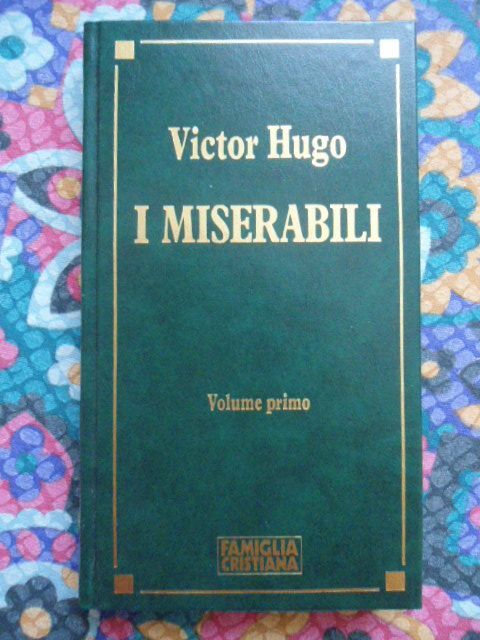 Victor Hugo
I MISERABILI
Volume primo
FAMIGLIA
CRISTIANA